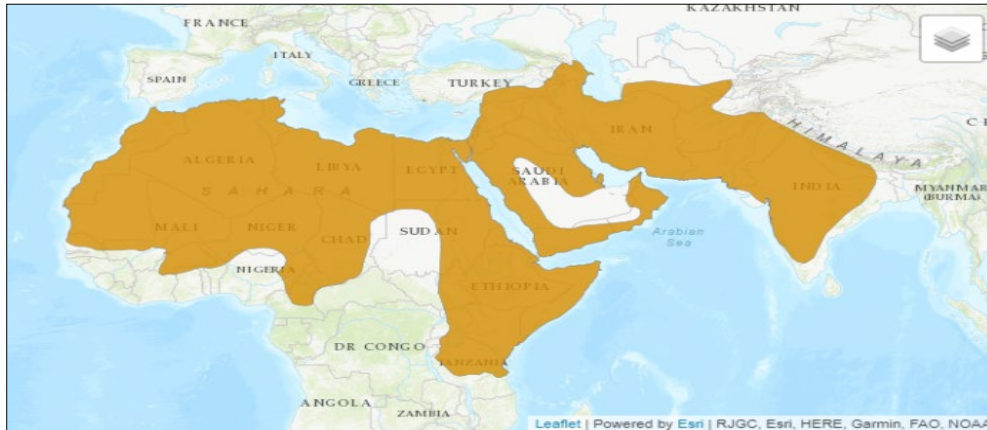 KAZAKHSTAN
FRANCE
ITALY
SPAIN
GREECE
TURKEY
HIMALAYA
IRAN
ALGERIA
LIBYA
EGYPT
SAUDI
ARABIA
INDIA
MYANMAR
(BURMA)
SAHARA
MALI
NIGER
CHAD
SUDAN
Arabian
Sea
NIGERIA
ETHIOPIA
DR CONGO
TANZANIA
ANGOLA
ZAMBIA
Leaflet | Powered by Esri | RJGC, Esri, HERE, Garmin, FAO, NOAA